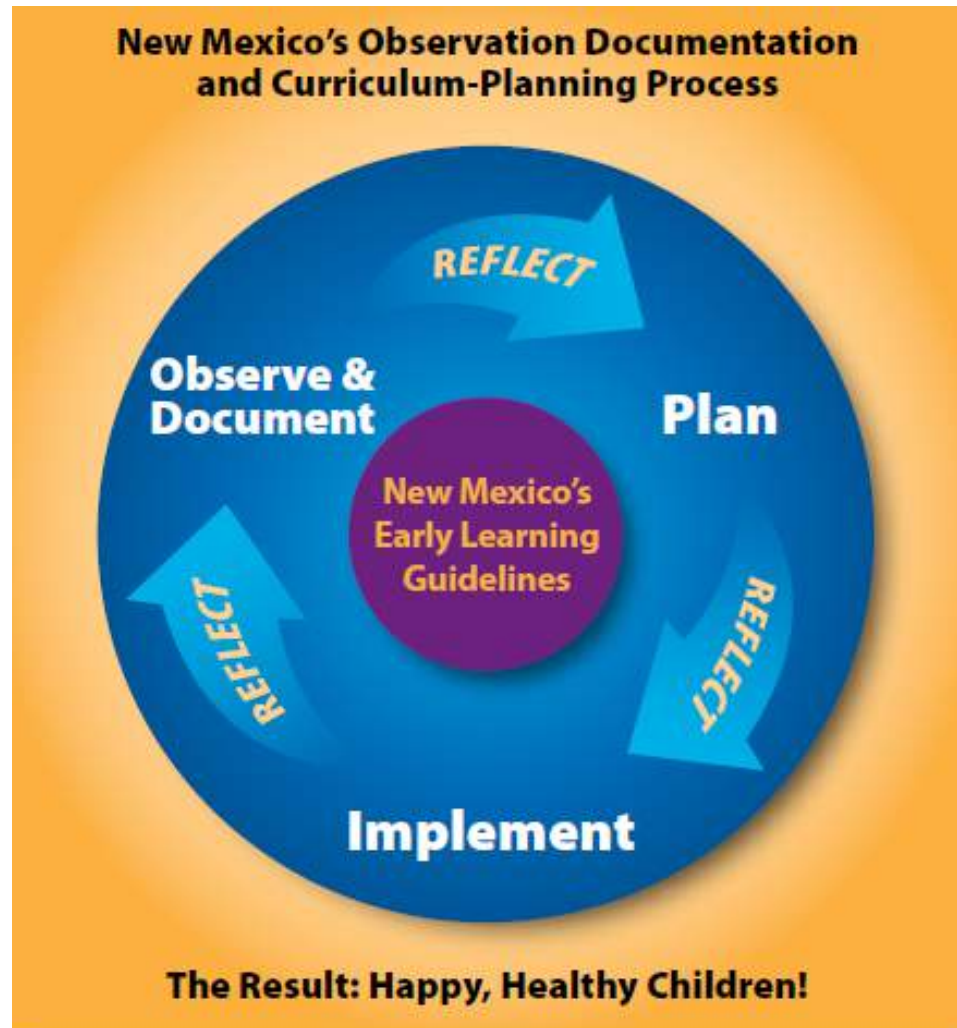 New Mexico's Observation Documentation
and Curriculum-Planning Process
REFLECT
Observe &
Document
Plan
New Mexico's
Early Learning
Guidelines
REFLECT
REFLECT
Implement
The Result: Happy, Healthy Children!